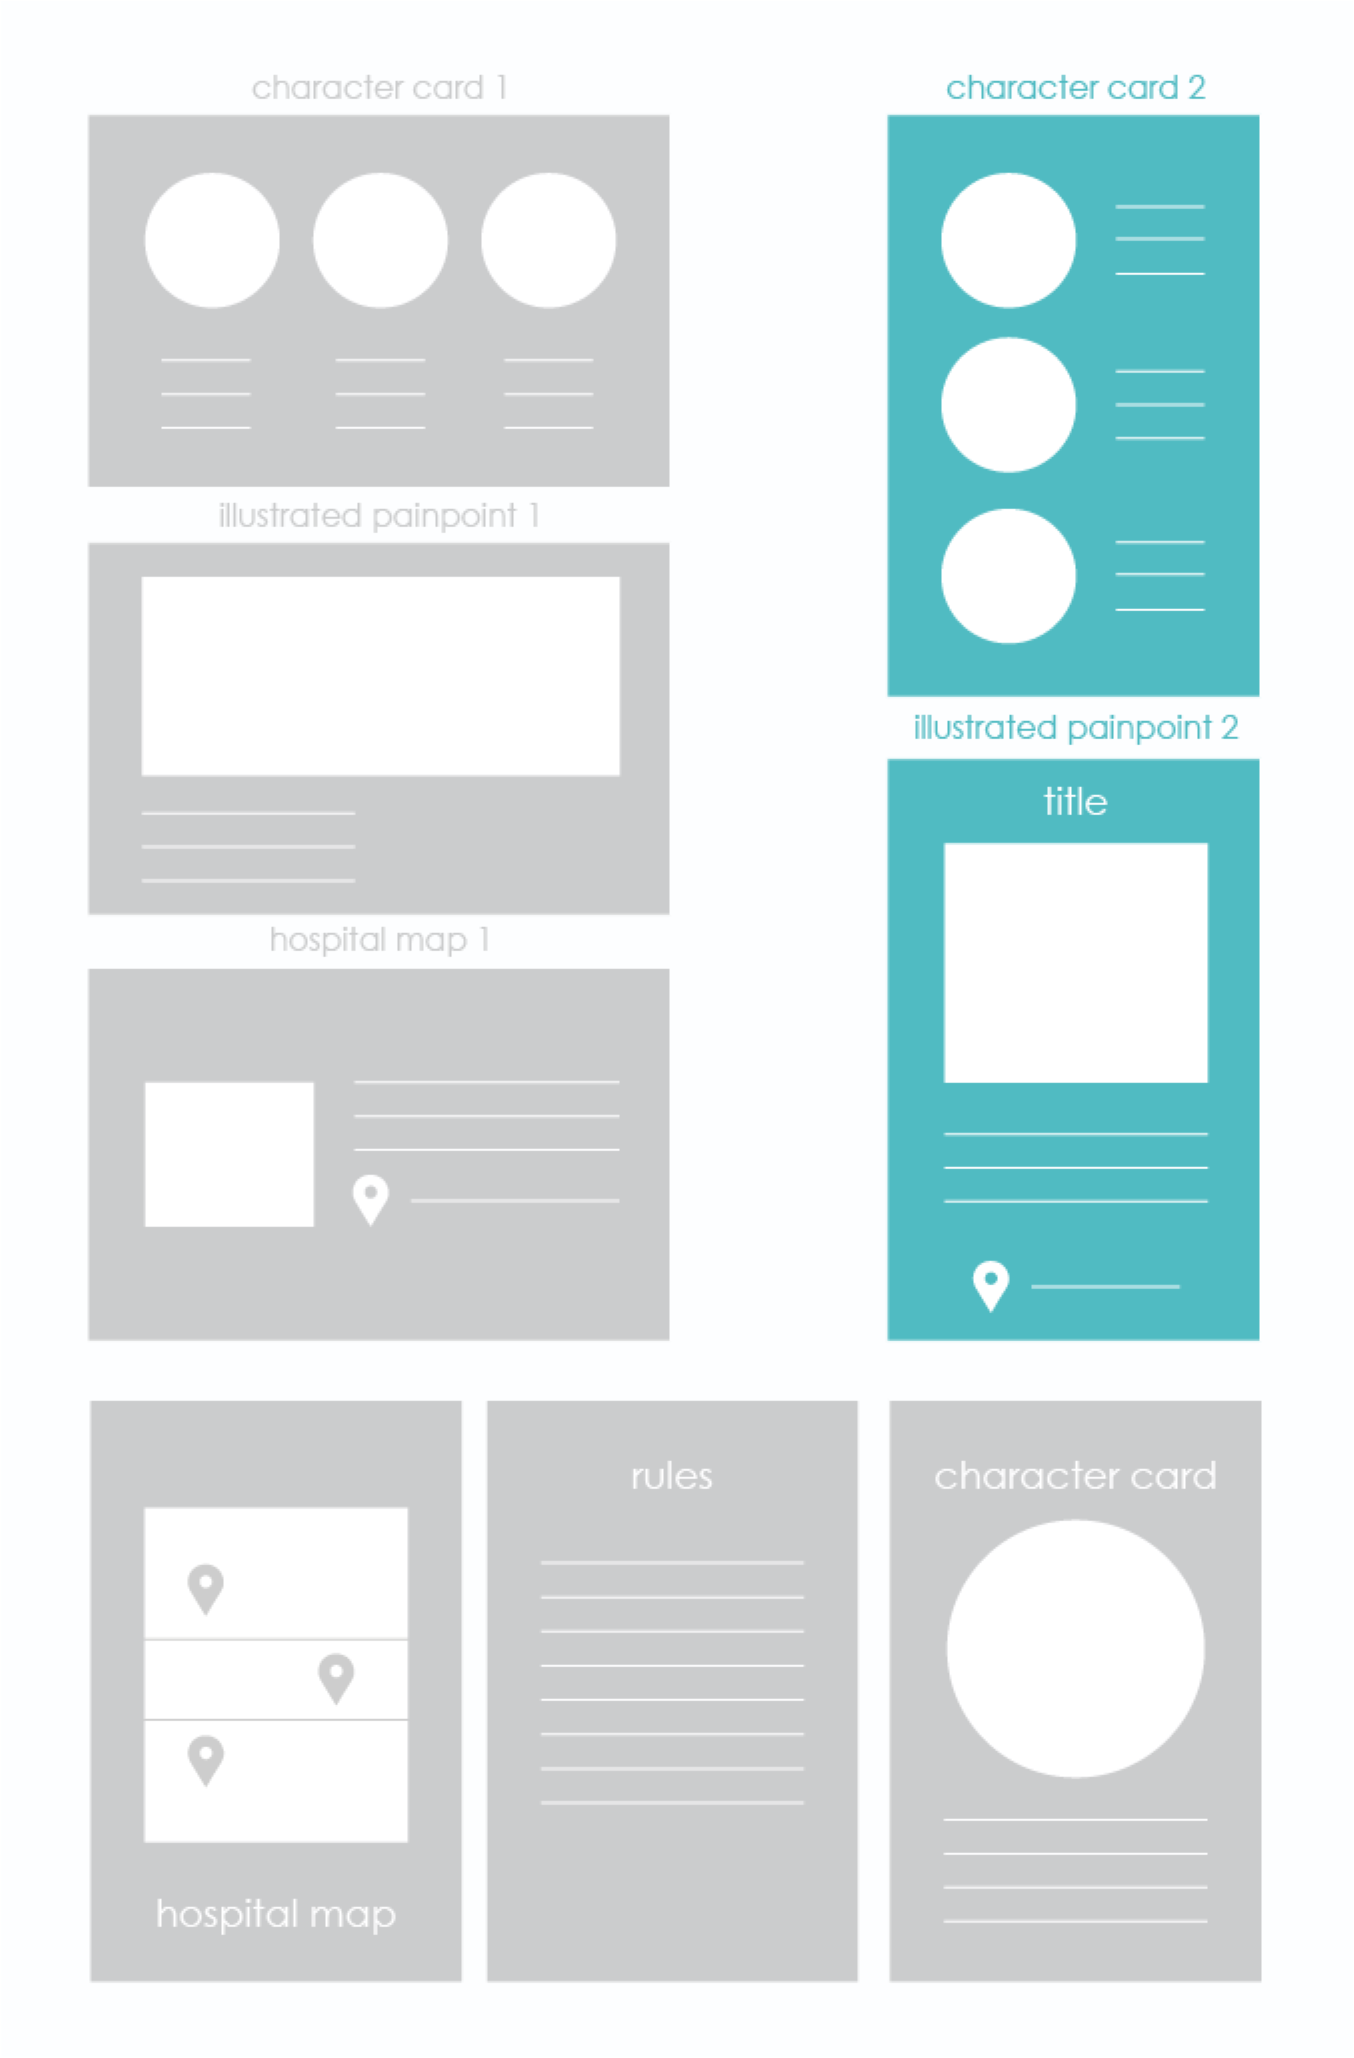 character card 1
illustrated painpoint 1
hospital map 1
character card 2
illustrated painpoint 2
title
hospital map
rules
character card